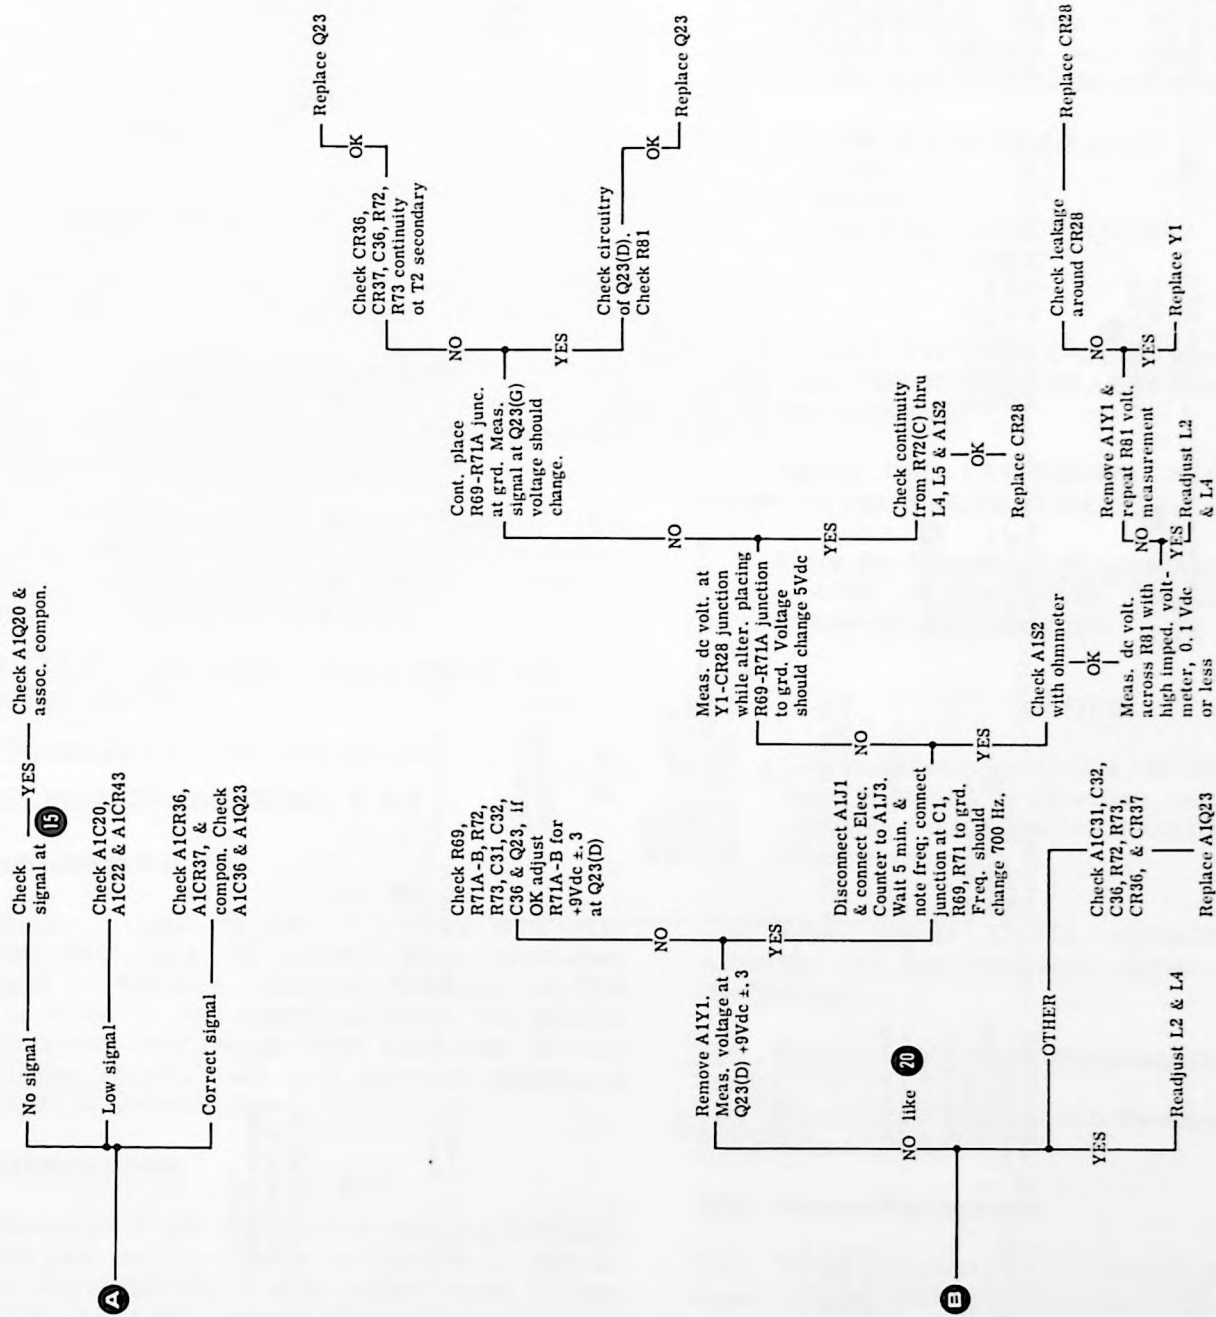 A
No signal
Check
signal at 15
YES
Check A1Q20 &
assoc. compon.
Low signal
Check A1C20,
A1C22 & A1CR43
Correct signal
Check A1CR36,
A1CR37, &
compon. Check
A1C36 & A1Q23
B
NO like 20
Remove A1Y1.
Meas. voltage at
Q23(D) +9Vdc ±.3
NO
Check R69,
R71A-B, R72,
R73, C31, C32,
C36 & Q23, if
OK adjust
R71A-B for
+9Vdc ±.3
at Q23(D)
YES
Disconnect A1J1
& connect Elec.
Counter to A1J3.
Wait 5 min. &
note freq; connect
junction at C1,
R69, R71 to grd.
Freq. should
change 700 Hz.
NO
Meas. dc volt. at
Y1-CR28 junction
while alter. placing
R69-R71A junction
to grd. Voltage
should change 5Vdc
NO
Cont. place
R69-R71A junc.
at grd. Meas.
signal at Q23(G)
voltage should
change.
NO
Check CR36,
CR37, C36, R72,
R73 continuity
ot T2 secondary
OK
Replace Q23
YES
Check circuitry
of Q23(D).
Check R81
OK
Replace Q23
YES
Check continuity
from R72(C) thru
L4, L5 & A1S2
OK
Replace CR28
YES
Check A1S2
with ohmmeter
OK
Meas. dc volt.
across R81 with
high imped. volt-
meter, 0.1 Vdc
or less
NO
Remove A1Y1 &
repeat R81 volt.
measurement
NO
Check leakage
around CR28
Replace CR28
YES
Replace Y1
YES
Readjust L2
& L4
OTHER
Check A1C31, C32,
C36, R72, R73,
CR36, & CR37
Replace A1Q23
YES
Readjust L2 & L4